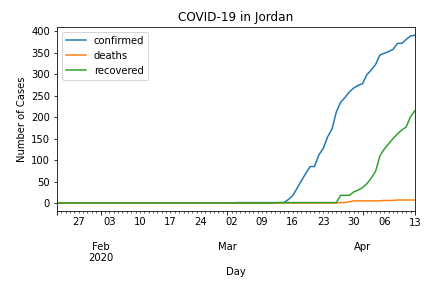 COVID-19 in Jordan
confirmed
deaths
recovered
Number of Cases
400
350
300
250
200
150
100
50
0
27 03 10 17 24 02 09 16 23 30 06 13
Feb Mar Apr
2020
Day